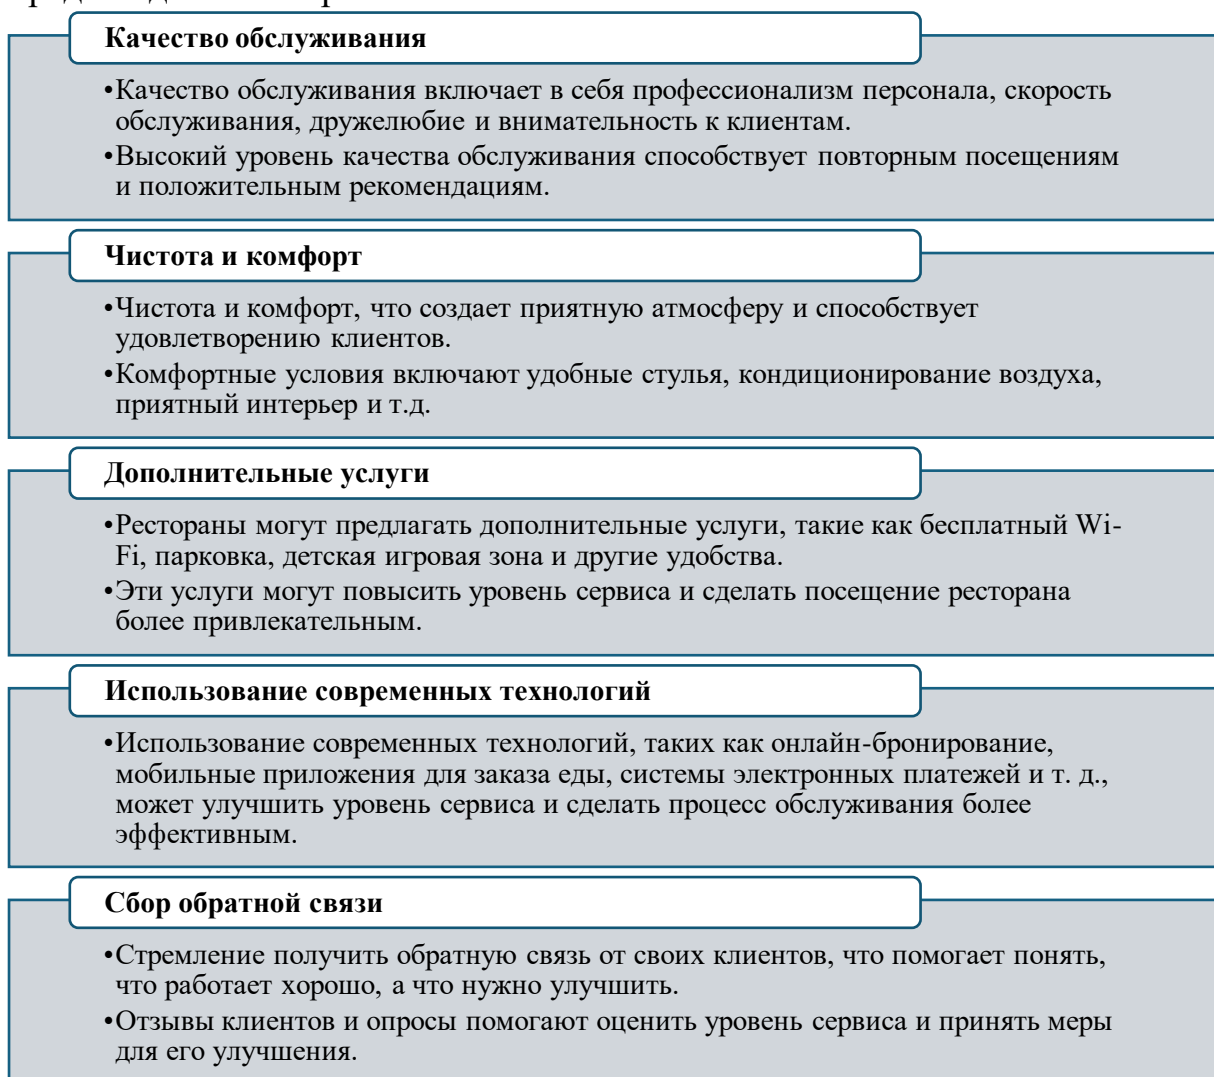 Качество обслуживания
•Качество обслуживания включает в себя профессионализм персонала, скорость
обслуживания, дружелюбие и внимательность к клиентам.
•Высокий уровень качества обслуживания способствует повторным посещениям
и положительным рекомендациям.
Чистота и комфорт
•Чистота и комфорт, что создает приятную атмосферу и способствует
удовлетворению клиентов.
•Комфортные условия включают удобные стулья, кондиционирование воздуха,
приятный интерьер и т.д.
Дополнительные услуги
•Рестораны могут предлагать дополнительные услуги, такие как бесплатный Wi-
Fi, парковка, детская игровая зона и другие удобства.
•Эти услуги могут повысить уровень сервиса и сделать посещение ресторана
более привлекательным.
Использование современных технологий
•Использование современных технологий, таких как онлайн-бронирование,
мобильные приложения для заказа еды, системы электронных платежей и т. д.,
может улучшить уровень сервиса и сделать процесс обслуживания более
эффективным.
Сбор обратной связи
•Стремление получить обратную связь от своих клиентов, что помогает понять,
что работает хорошо, а что нужно улучшить.
•Отзывы клиентов и опросы помогают оценить уровень сервиса и принять меры
для его улучшения.